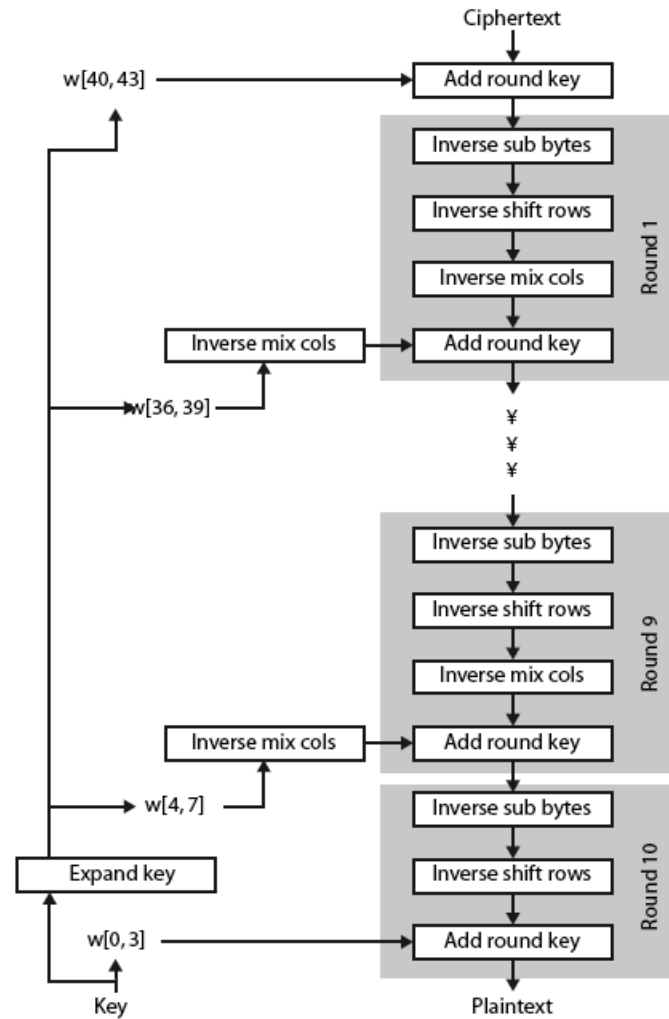 Ciphertext
w[40, 43]
Add round key
Inverse sub bytes
Inverse shift rows
Round 1
Inverse mix cols
Inverse mix cols
Add round key
w[36, 39]
¥
¥
¥
Inverse sub bytes
Inverse shift rows
Round 9
Inverse mix cols
Inverse mix cols
Add round key
w[4, 7]
Inverse sub bytes
Expand key
Inverse shift rows
Round 10
w[0, 3]
Add round key
Key
Plaintext